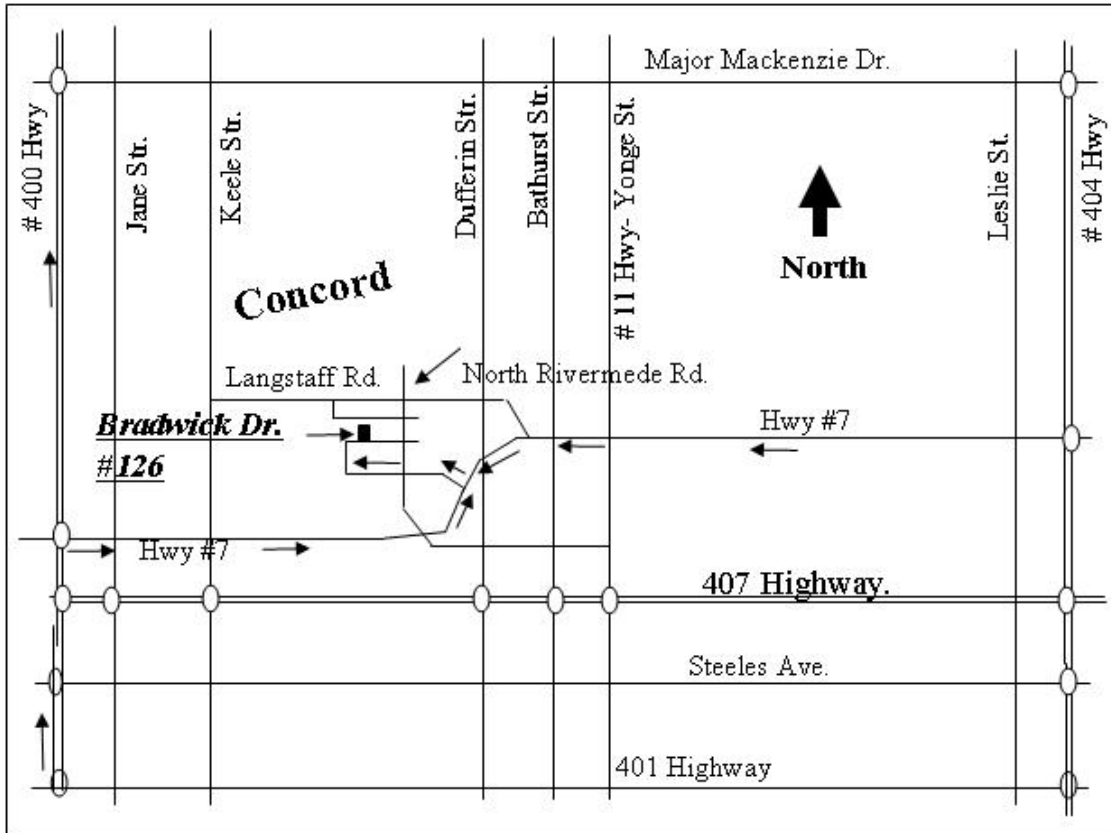 Major Mackenzie Dr.
# 400 Hwy
Jane Str.
Keele Str.
Dufferin Str.
Bathurst Str.
# 11 Hwy- Yonge St.
Leslie St.
# 404 Hwy
North
Concord
Langstaff Rd.
North Rivermede Rd.
Bradwick Dr.
#126
Hwy #7
Hwy #7
407 Highway.
Steeles Ave.
401 Highway